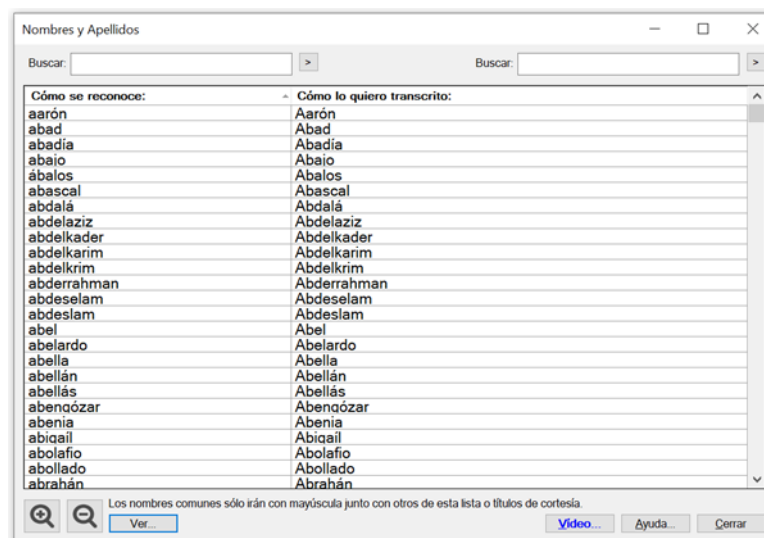 Nombres y Apellidos
Buscar: > Buscar: >
Cómo se reconoce: Cómo lo quiero transcrito:
aarón Aarón
abad Abad
abadía Abadía
abajo Abajo
ábalos Ábalos
abascal Abascal
abdalá Abdalá
abdelaziz Abdelaziz
abdelkader Abdelkader
abdelkarim Abdelkarim
abdelkrim Abdelkrim
abderrahman Abderrahman
abdeselam Abdeselam
abdeslam Abdeslam
abel Abel
abelardo Abelardo
abella Abella
abellán Abellán
abellás Abellás
abengózar Abengózar
abenia Abenia
abigaíl Abigaíl
abolafio Abolafio
abollado Abollado
abrahán Abrahán
Los nombres comunes sólo irán con mayúscula junto con otros de esta lista o títulos de cortesía.
Ver... Vídeo... Ayuda... Cerrar